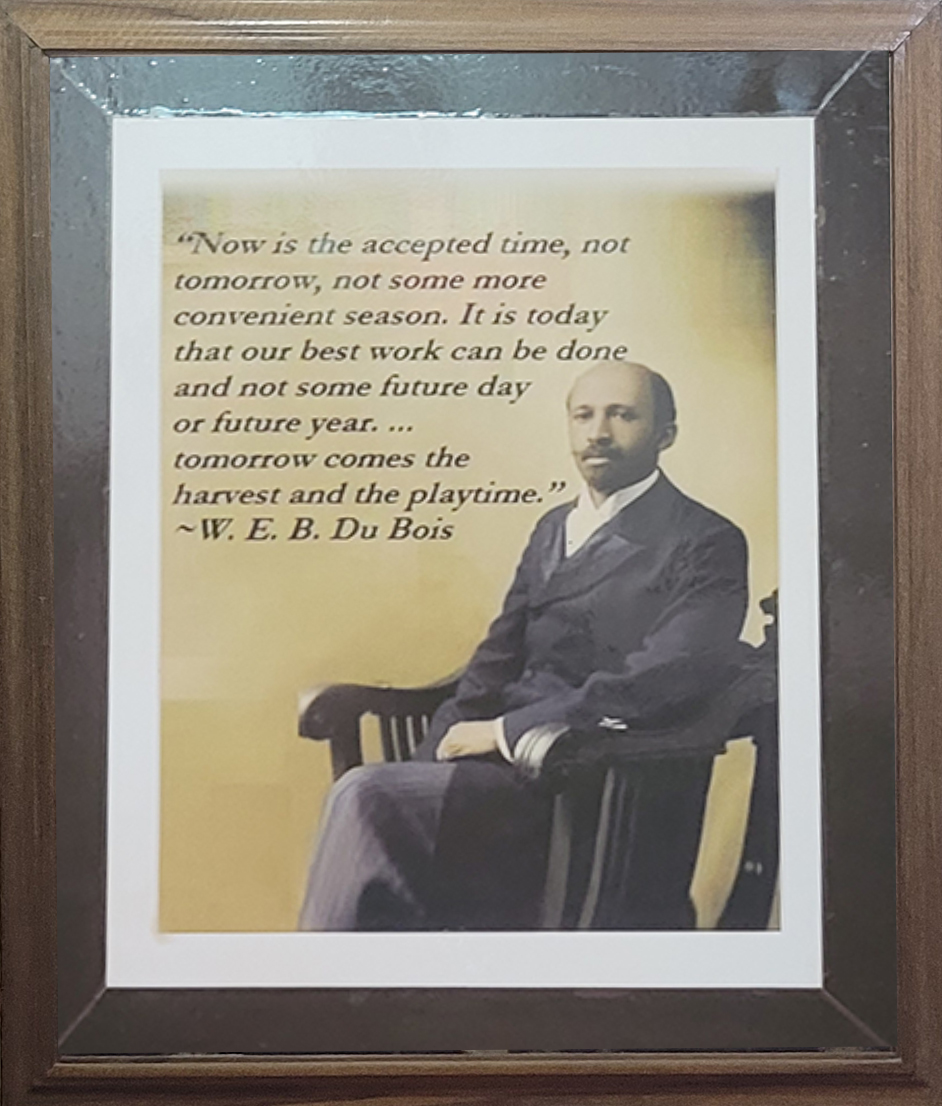 “Now is the accepted time, not
tomorrow, not some more
convenient season. It is today
that our best work can be done
and not some future day
or future year. ...
tomorrow comes the
harvest and the playtime.”
~W. E. B. Du Bois